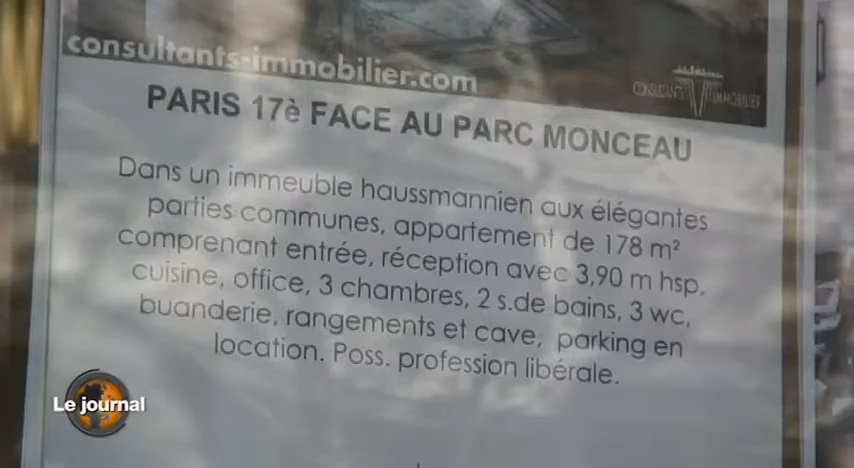 consultants-immobilier.com
CONSULTANTS IMMOBILIER
PARIS 17è FACE AU PARC MONCEAU
Dans un immeuble haussmannien aux élégantes
parties communes, appartement de 178 m²
comprenant entrée, réception avec 3,90 m hsp,
cuisine, office, 3 chambres, 2 s.de bains, 3 wc,
buanderie, rangements et cave, parking en
location. Poss. profession libérale.
Le journal